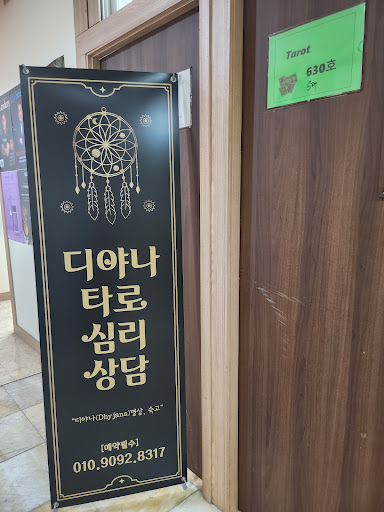 Tarot
630호
디야나
타로
심리
상담
"디야나(Dhyjana)명상, 숙고"
[예약필수]
010.9092.8317